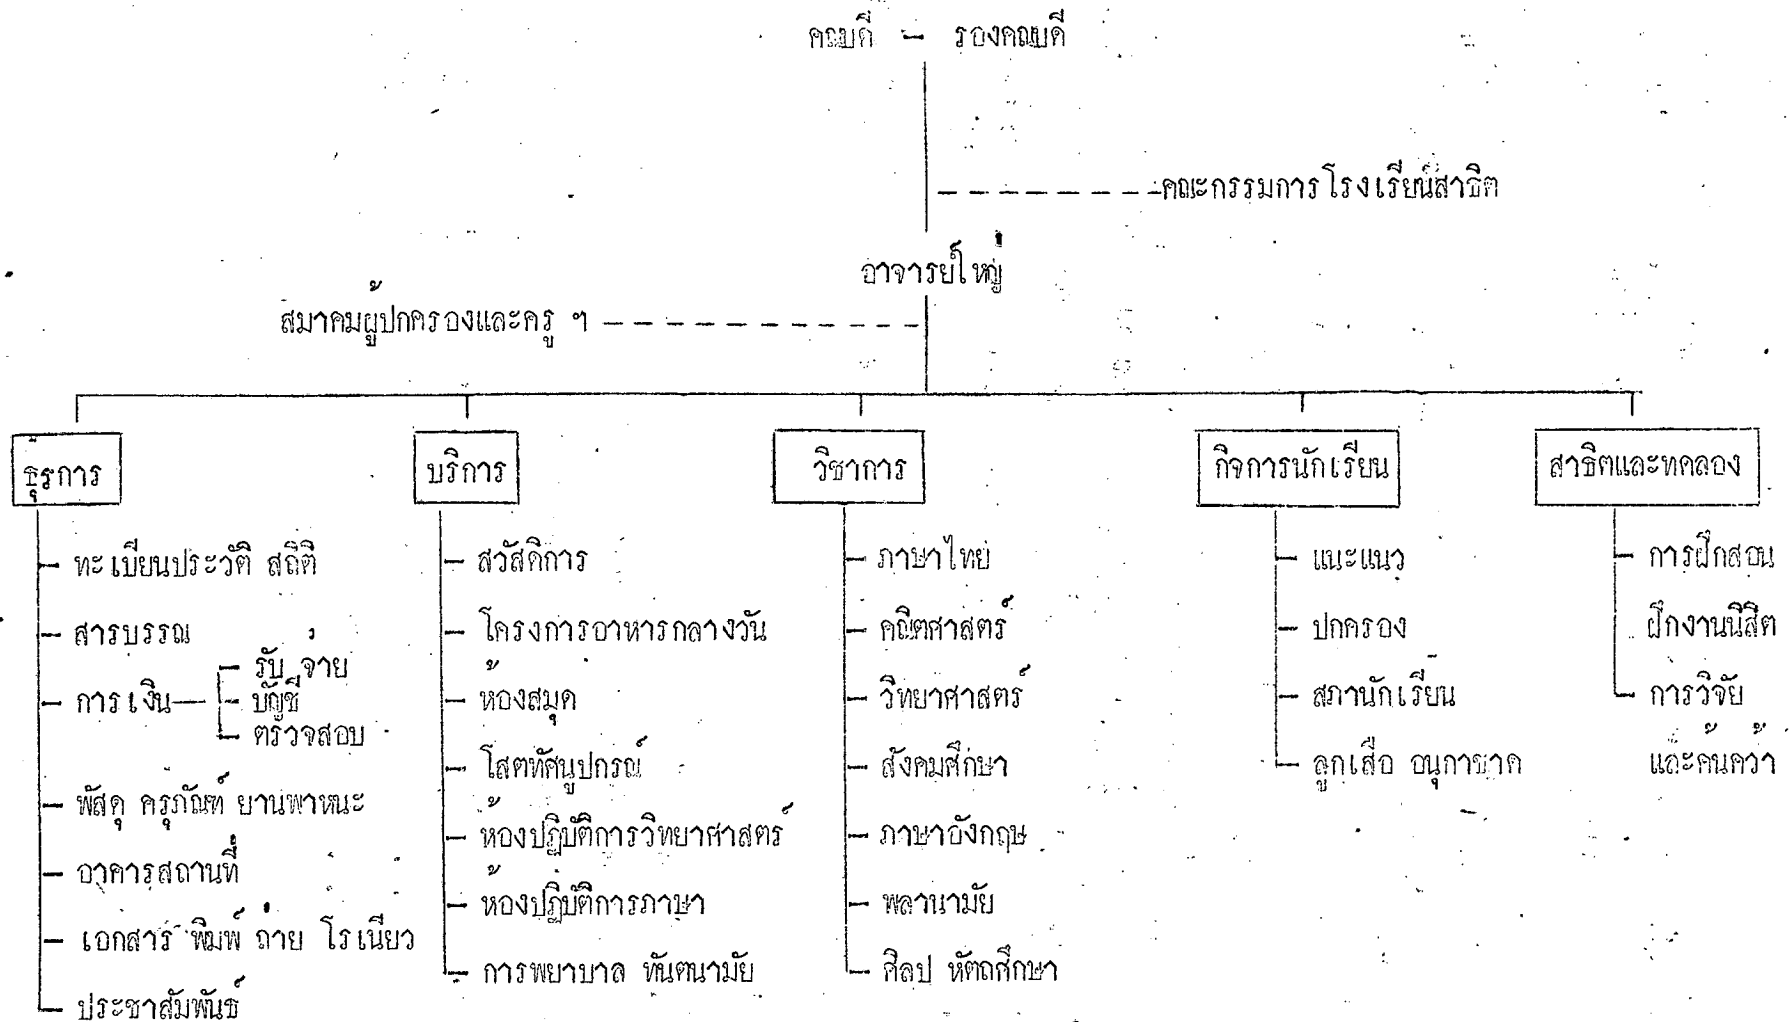 คณบดี - รองคณบดี
คณะกรรมการโรงเรียนสาธิต
อาจารย์ใหญ่
สมาคมผู้ปกครองและครู ฯ
ธุรการ
ทะเบียนประวัติ สถิติ
สารบรรณ
การเงิน
รับ จ่าย
บัญชี
ตรวจสอบ
พัสดุ ครุภัณฑ์ ยานพาหนะ
อาคารสถานที่
เอกสาร พิมพ์ ถ่าย โรเนียว
ประชาสัมพันธ์
บริการ
สวัสดิการ
โครงการอาหารกลางวัน
ห้องสมุด
โสตทัศนูปกรณ์
ห้องปฏิบัติการวิทยาศาสตร์
ห้องปฏิบัติการภาษา
การพยาบาล ทันตนามัย
วิชาการ
ภาษาไทย
คณิตศาสตร์
วิทยาศาสตร์
สังคมศึกษา
ภาษาอังกฤษ
พลานามัย
ศิลป หัตถศึกษา
กิจการนักเรียน
แนะแนว
ปกครอง
สภานักเรียน
ลูกเสือ อนุกาชาด
สาธิตและทดลอง
การฝึกสอน
ฝึกงานนิสิต
การวิจัย
และค้นคว้า